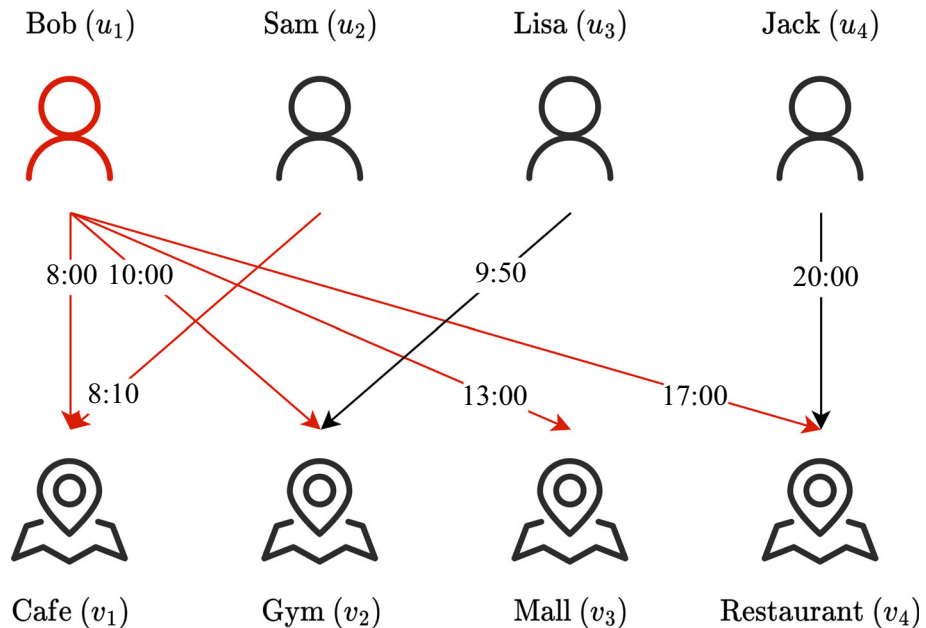 Bob (u₁) Sam (u₂) Lisa (u₃) Jack (u₄)
8:00 10:00 9:50 20:00
8:10 13:00 17:00
Cafe (v₁) Gym (v₂) Mall (v₃) Restaurant (v₄)